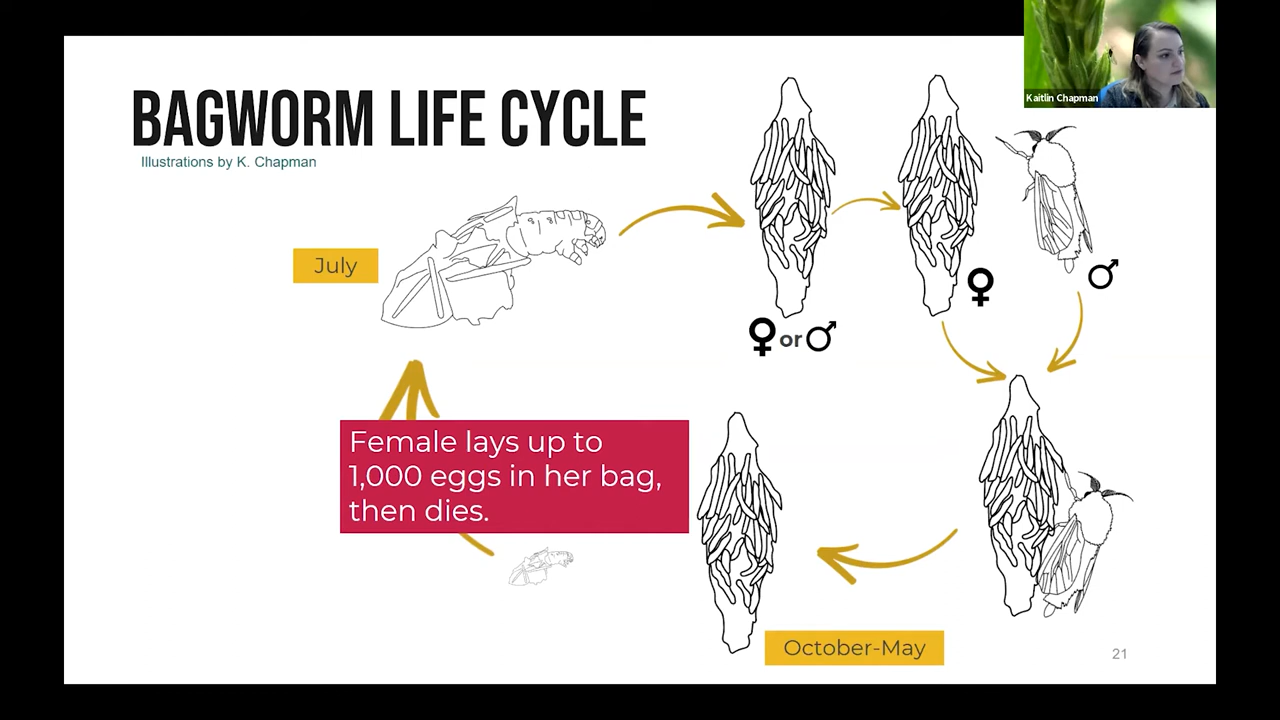 Kaitlin Chapman
BAGWORM LIFE CYCLE
Illustrations by K. Chapman
July
♀or♂
♀
♂
Female lays up to
1,000 eggs in her bag,
then dies.
October-May
21